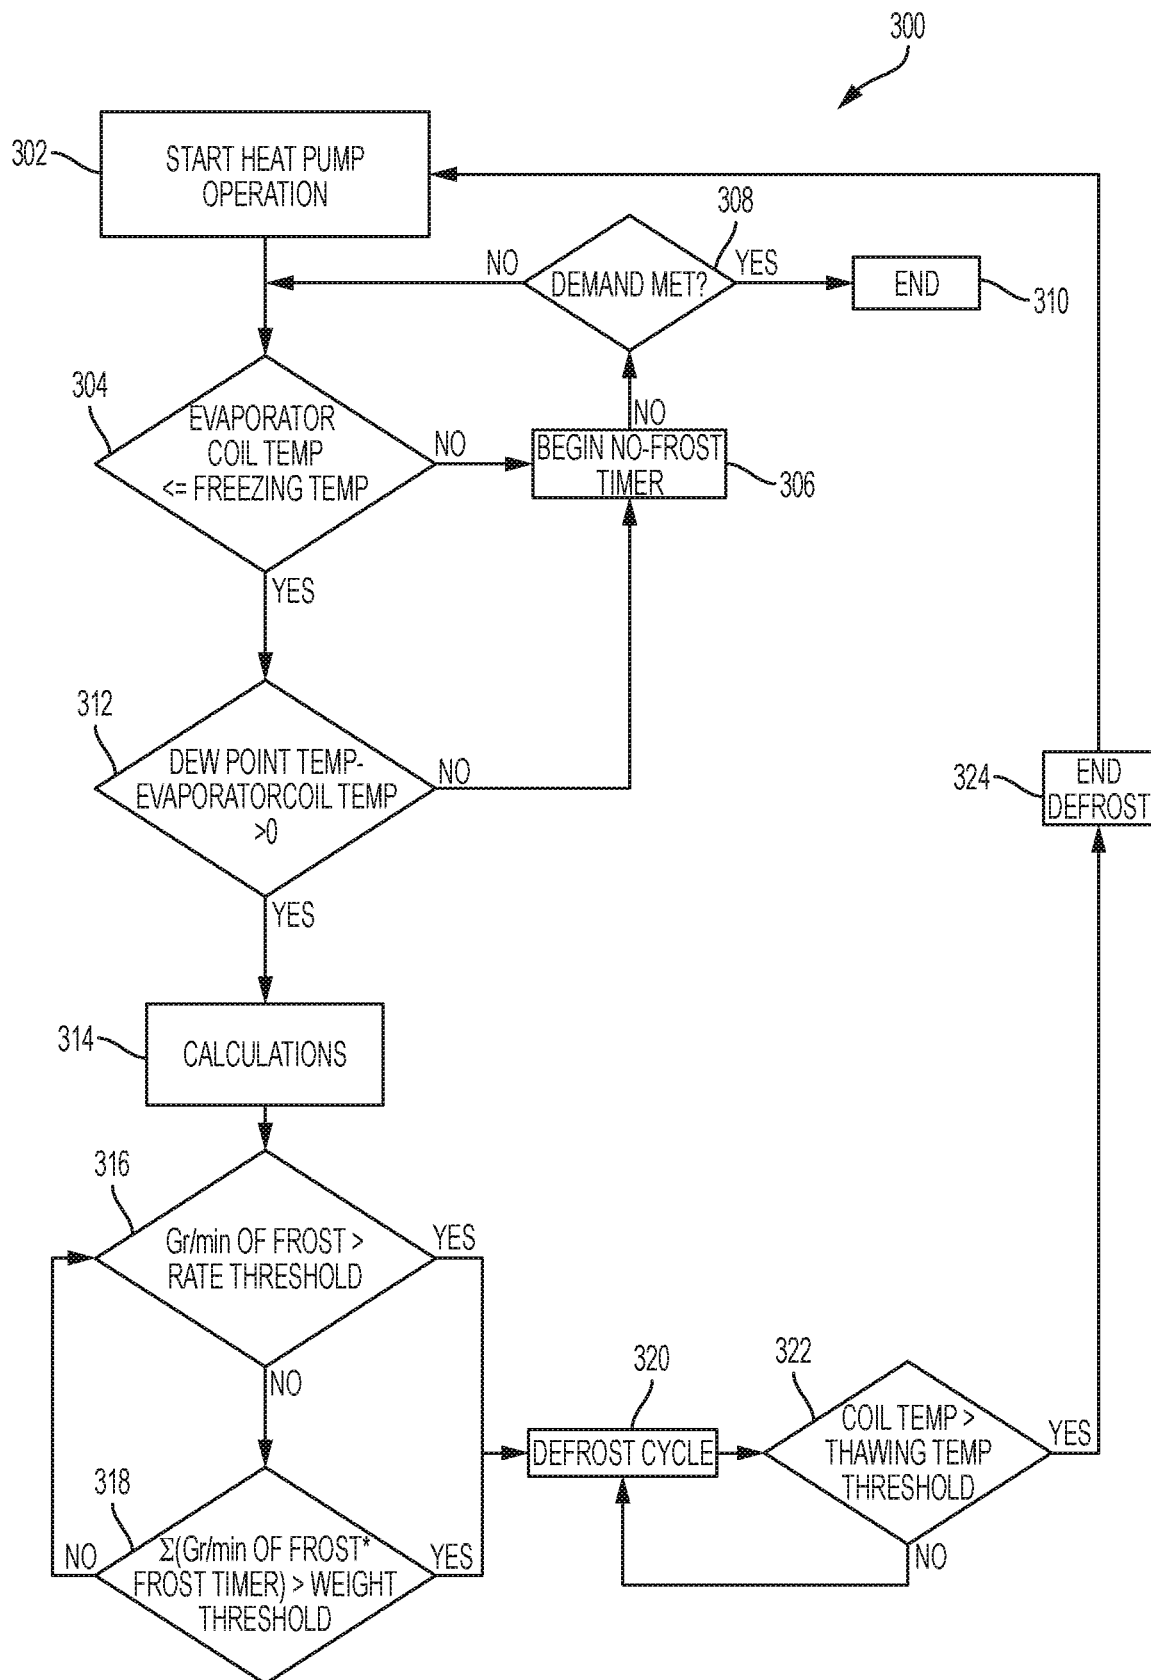 300
302
START HEAT PUMP
OPERATION
308
NO
DEMAND MET?
YES
END
310
304
EVAPORATOR
COIL TEMP
<= FREEZING TEMP
NO
NO
BEGIN NO-FROST
TIMER
306
YES
312
DEW POINT TEMP-
EVAPORATORCOIL TEMP
>0
NO
324
END
DEFROST
YES
314
CALCULATIONS
316
Gr/min OF FROST >
RATE THRESHOLD
YES
NO
320
DEFROST CYCLE
322
COIL TEMP >
THAWING TEMP
THRESHOLD
YES
NO
318
NO
Σ(Gr/min OF FROST*
FROST TIMER) > WEIGHT
THRESHOLD
YES